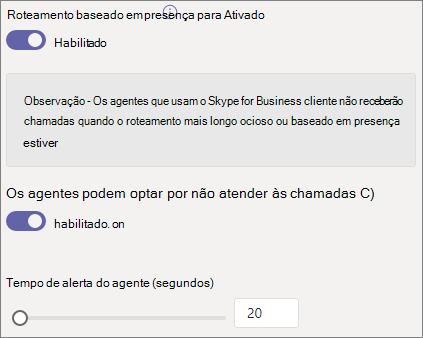 Roteamento baseado em presença para Ativado
Habilitado
Observação - Os agentes que usam o Skype for Business cliente não receberão
chamadas quando o roteamento mais longo ocioso ou baseado em presença
estiver
Os agentes podem optar por não atender às chamadas C)
habilitado. on
Tempo de alerta do agente (segundos)
20